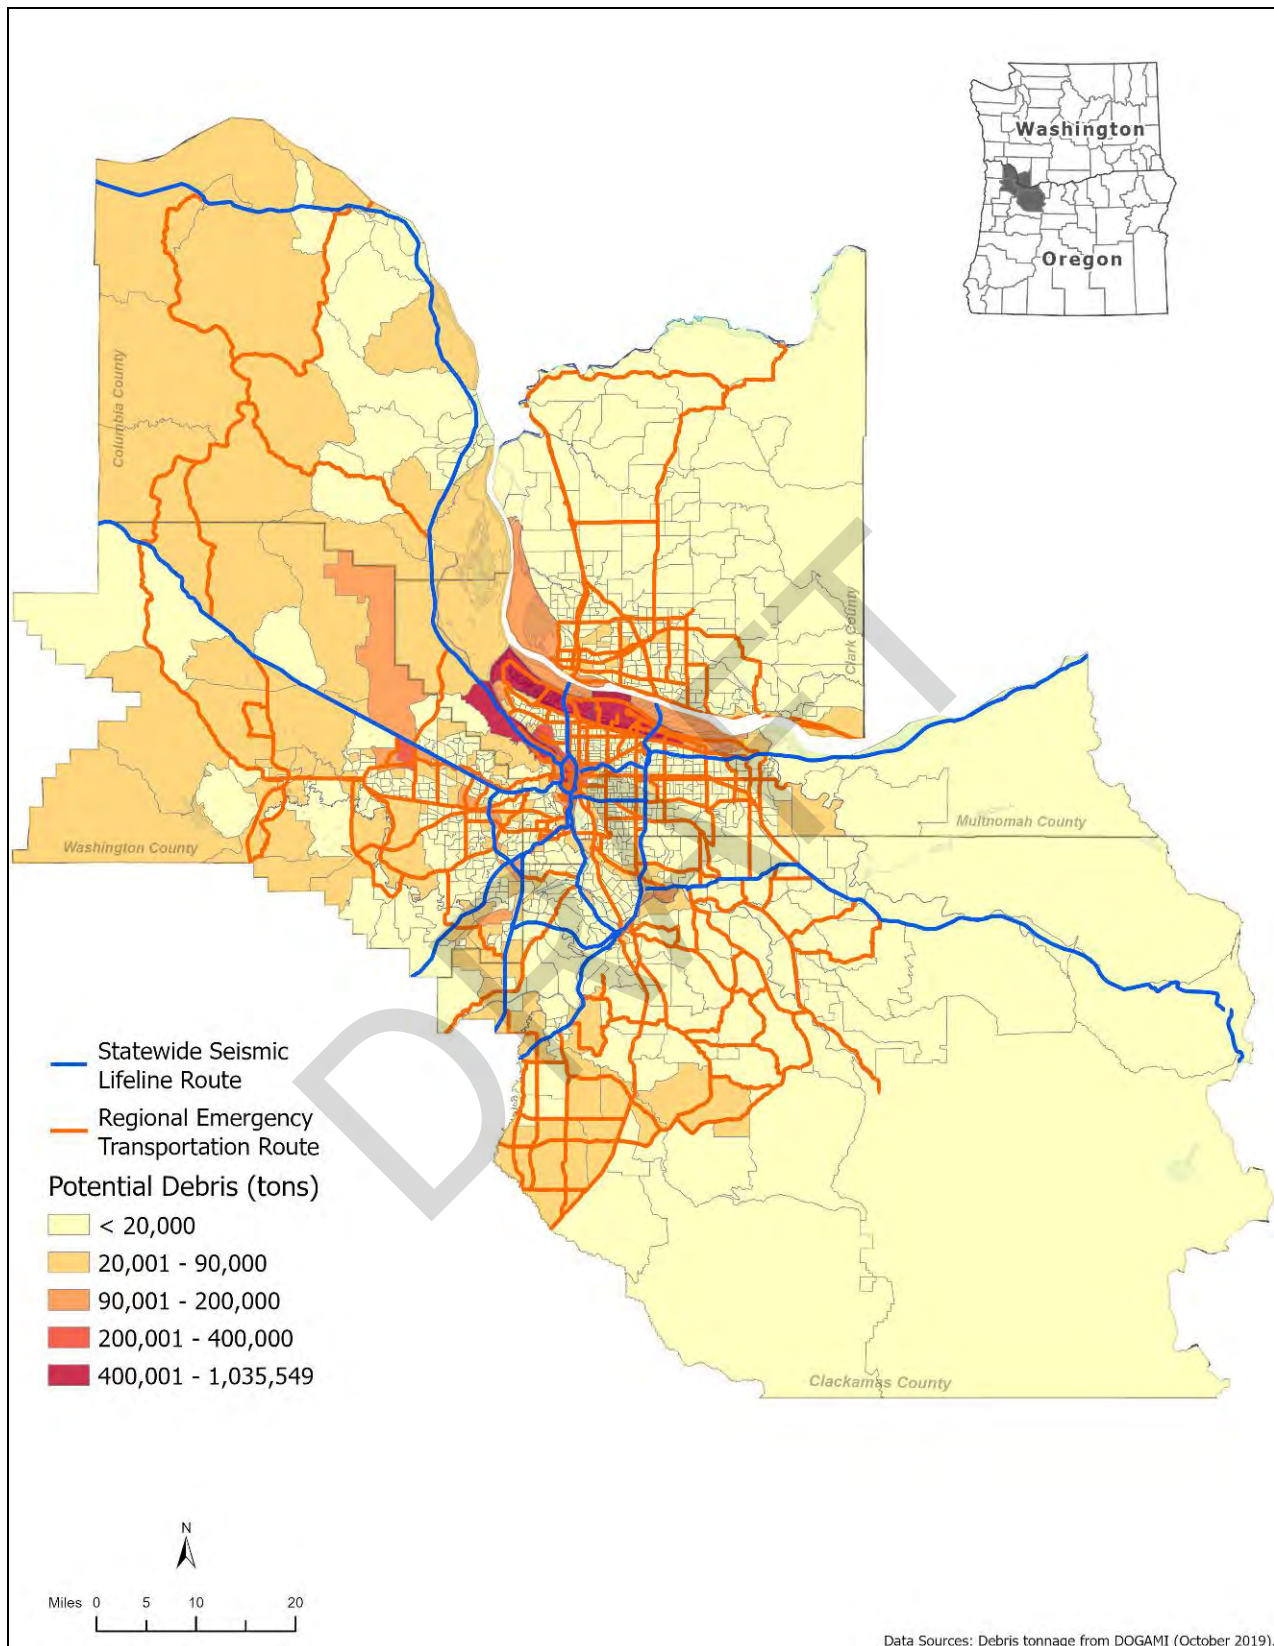 Washington
Oregon
Columbia County
Clark County
Multnomah County
Washington County
DRAFT
Statewide Seismic
Lifeline Route
Regional Emergency
Transportation Route
Potential Debris (tons)
< 20,000
20,001 - 90,000
90,001 - 200,000
200,001 - 400,000
400,001 - 1,035,549
Clackamas County
N
Miles 0 5 10 20
Data Sources: Debris tonnage from DOGAMI (October 2019)